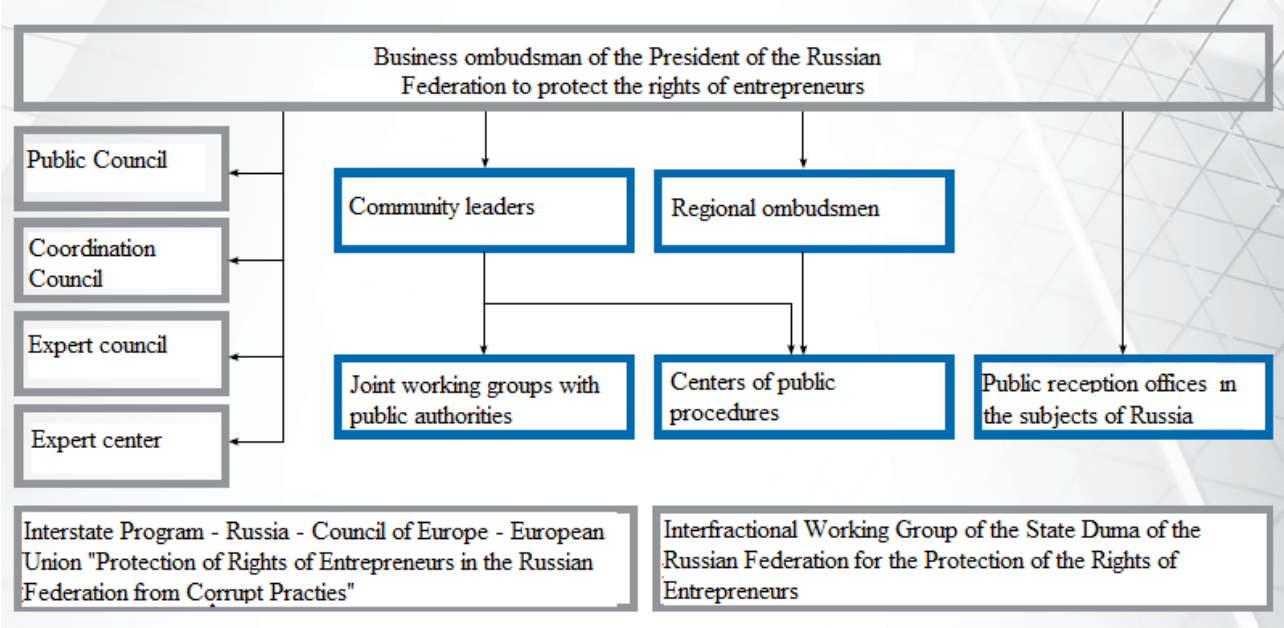 Business ombudsman of the President of the Russian
Federation to protect the rights of entrepreneurs
Public Council
Coordination
Council
Expert council
Expert center
Community leaders
Regional ombudsmen
Joint working groups with
public authorities
Centers of public
procedures
Public reception offices in
the subjects of Russia
Interstate Program - Russia - Council of Europe - European
Union "Protection of Rights of Entrepreneurs in the Russian
Federation from Corrupt Practies"
Interfractional Working Group of the State Duma of the
Russian Federation for the Protection of the Rights of
Entrepreneurs